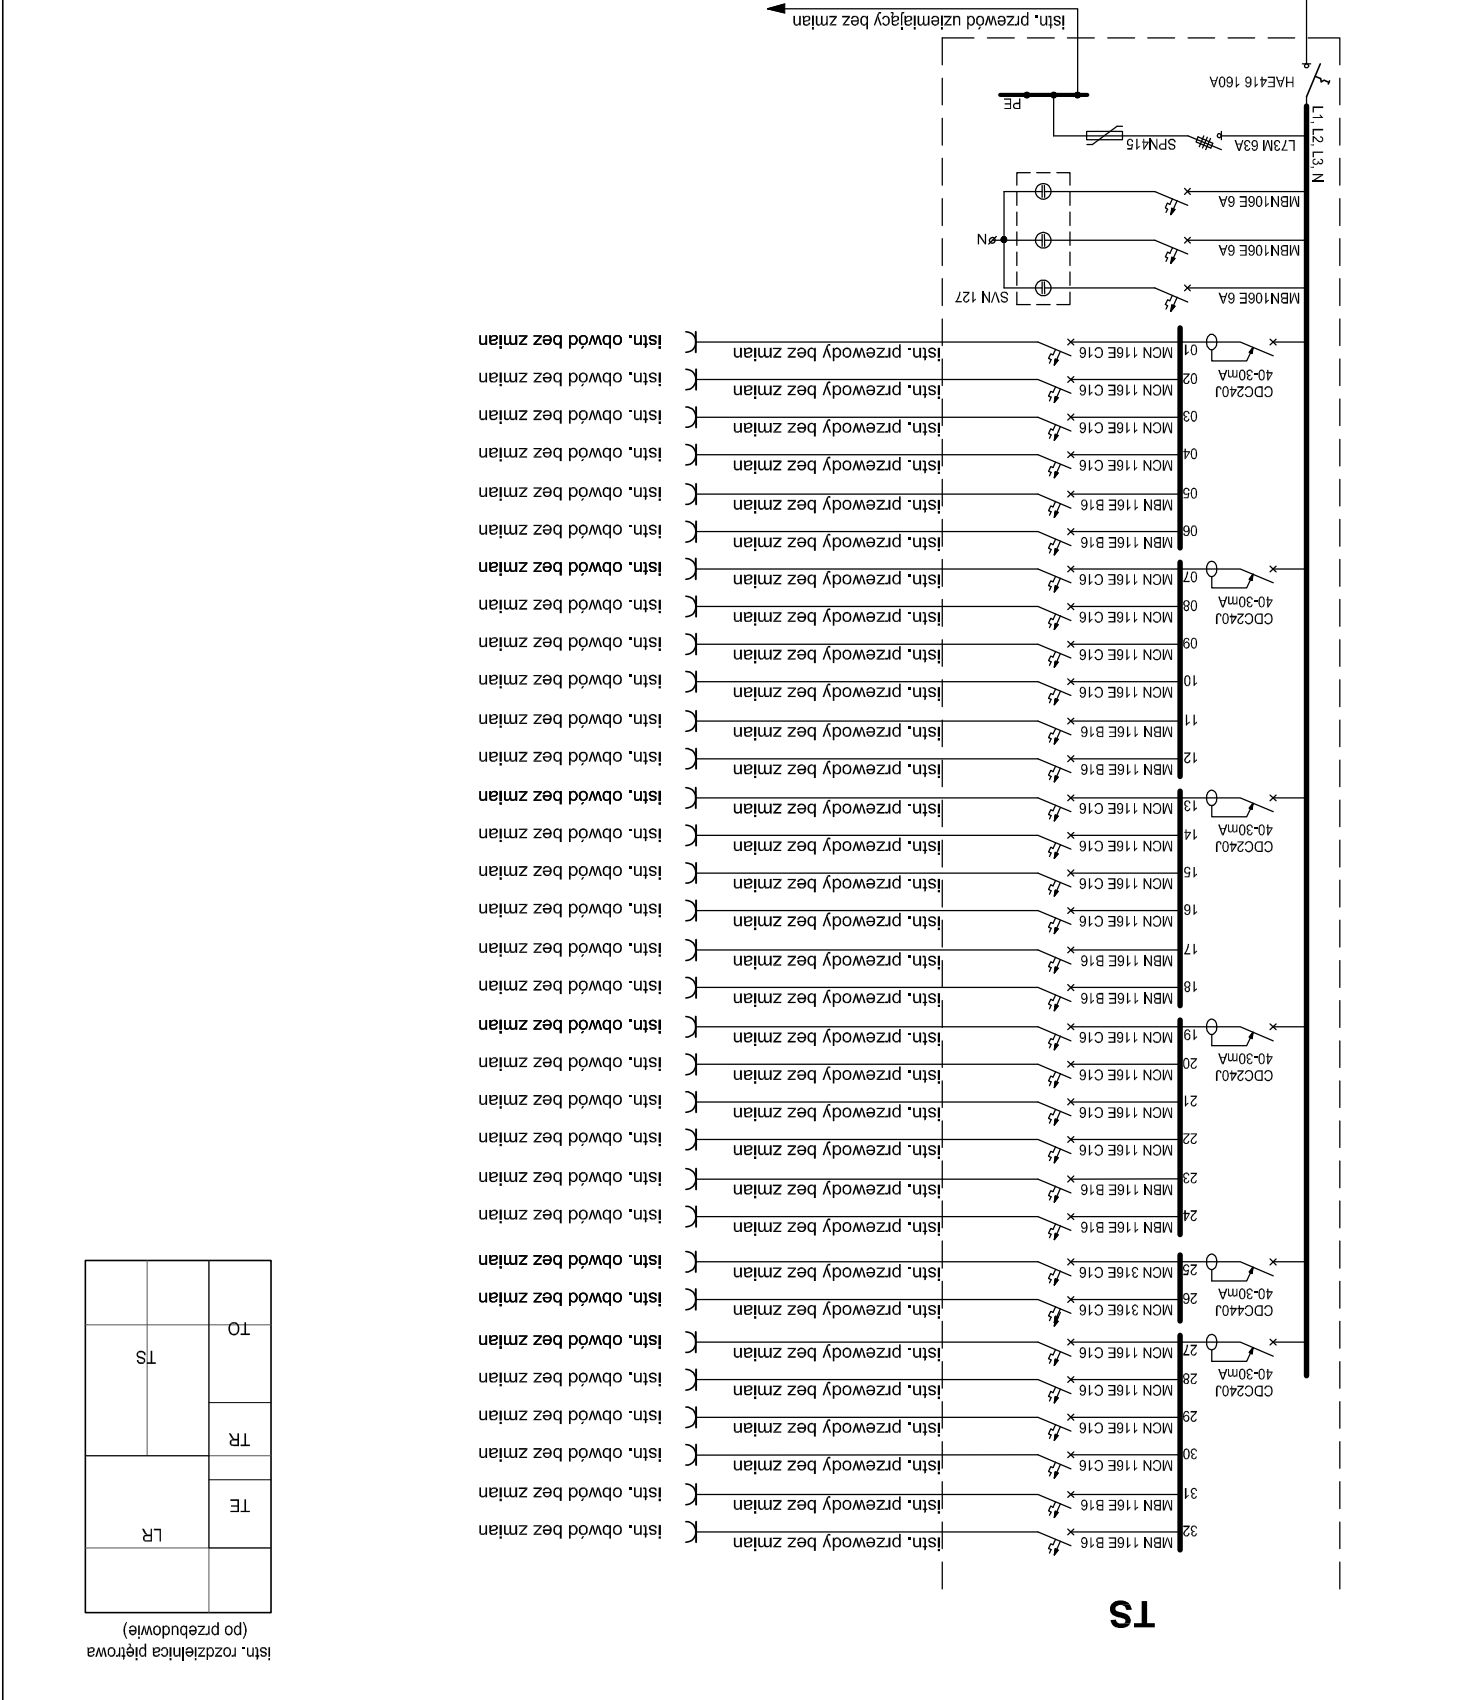 istn. rozdzielnica piętrowa
(po przebudowie)
TS
32 MBN 116E B16 istn. przewody bez zmian istn. obwód bez zmian
31 MBN 116E B16 istn. przewody bez zmian istn. obwód bez zmian
30 MCN 116E C16 istn. przewody bez zmian istn. obwód bez zmian
29 MCN 116E C16 istn. przewody bez zmian istn. obwód bez zmian
28 MCN 116E C16 istn. przewody bez zmian istn. obwód bez zmian
CDC240J
40-30mA
27 MCN 116E C16 istn. przewody bez zmian istn. obwód bez zmian
26 MCN 316E C16 istn. przewody bez zmian istn. obwód bez zmian
CDC440J
40-30mA
25 MCN 316E C16 istn. przewody bez zmian istn. obwód bez zmian
24 MBN 116E B16 istn. przewody bez zmian istn. obwód bez zmian
23 MBN 116E B16 istn. przewody bez zmian istn. obwód bez zmian
22 MCN 116E C16 istn. przewody bez zmian istn. obwód bez zmian
21 MCN 116E C16 istn. przewody bez zmian istn. obwód bez zmian
20 MCN 116E C16 istn. przewody bez zmian istn. obwód bez zmian
CDC240J
40-30mA
19 MCN 116E C16 istn. przewody bez zmian istn. obwód bez zmian
18 MBN 116E B16 istn. przewody bez zmian istn. obwód bez zmian
17 MBN 116E B16 istn. przewody bez zmian istn. obwód bez zmian
16 MCN 116E C16 istn. przewody bez zmian istn. obwód bez zmian
15 MCN 116E C16 istn. przewody bez zmian istn. obwód bez zmian
14 MCN 116E C16 istn. przewody bez zmian istn. obwód bez zmian
CDC240J
40-30mA
13 MCN 116E C16 istn. przewody bez zmian istn. obwód bez zmian
12 MBN 116E B16 istn. przewody bez zmian istn. obwód bez zmian
11 MBN 116E B16 istn. przewody bez zmian istn. obwód bez zmian
10 MCN 116E C16 istn. przewody bez zmian istn. obwód bez zmian
09 MCN 116E C16 istn. przewody bez zmian istn. obwód bez zmian
08 MCN 116E C16 istn. przewody bez zmian istn. obwód bez zmian
CDC240J
40-30mA
07 MCN 116E C16 istn. przewody bez zmian istn. obwód bez zmian
06 MBN 116E B16 istn. przewody bez zmian istn. obwód bez zmian
05 MBN 116E B16 istn. przewody bez zmian istn. obwód bez zmian
04 MCN 116E C16 istn. przewody bez zmian istn. obwód bez zmian
03 MCN 116E C16 istn. przewody bez zmian istn. obwód bez zmian
02 MCN 116E C16 istn. przewody bez zmian istn. obwód bez zmian
CDC240J
40-30mA
01 MCN 116E C16 istn. przewody bez zmian istn. obwód bez zmian
MBN106E 6A
SVN 127
MBN106E 6A
N
MBN106E 6A
L1, L2, L3, N
L73M 63A
SPN415
PE
HAE416 160A
istn. przewód uziemiający bez zmian
LR
TE
TR
TS
TO